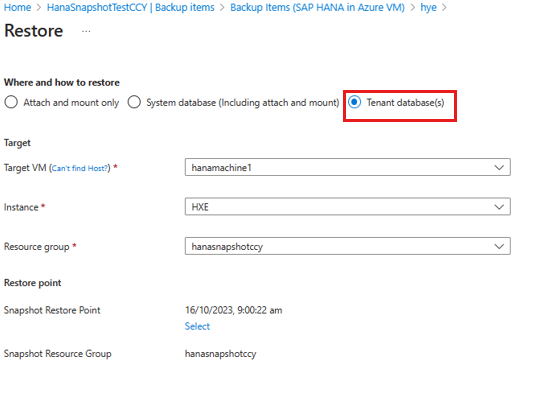 Home > HanaSnapshotTestCCY | Backup items > Backup Items (SAP HANA in Azure VM) > hye >
Restore ...
Where and how to restore
Attach and mount only System database (Including attach and mount) Tenant database(s)
Target
Target VM (Can't find Host?) * hanamachine1
Instance * HXE
Resource group * hanasnapshotccy
Restore point
Snapshot Restore Point 16/10/2023, 9:00:22 am
Select
Snapshot Resource Group hanasnapshotccy